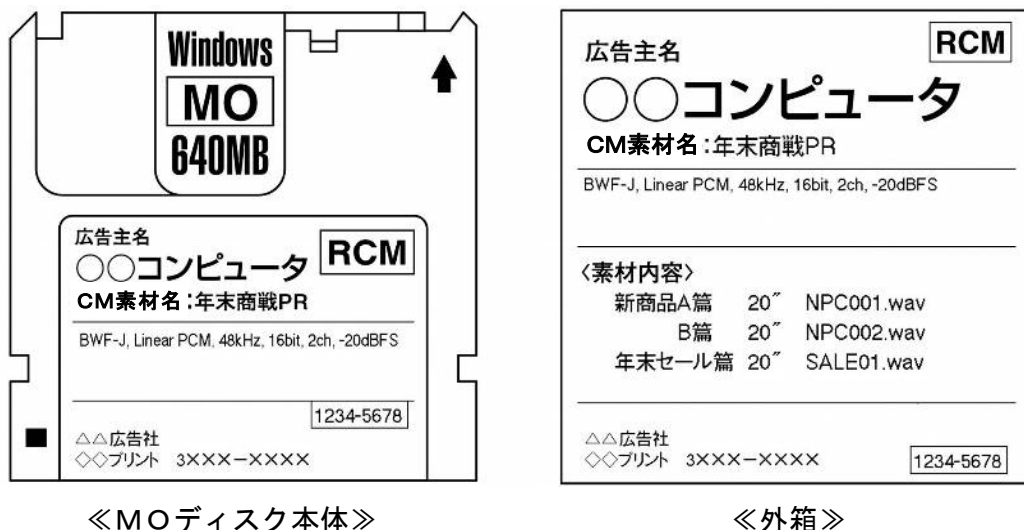 Windows
MO
640MB
広告主名
RCM
○○コンピュータ
CM素材名:年末商戦PR
BWF-J, Linear PCM, 48kHz, 16bit, 2ch, -20dBFS
1234-5678
△△広告社
◇◇プリント 3×××−××××
≪MOディスク本体≫
広告主名
RCM
○○コンピュータ
CM素材名:年末商戦PR
BWF-J, Linear PCM, 48kHz, 16bit, 2ch, -20dBFS
〈素材内容〉
新商品A篇 20″ NPC001.wav
B篇 20″ NPC002.wav
年末セール篇 20″ SALE01.wav
△△広告社
◇◇プリント 3×××−××××
1234-5678
≪外箱≫